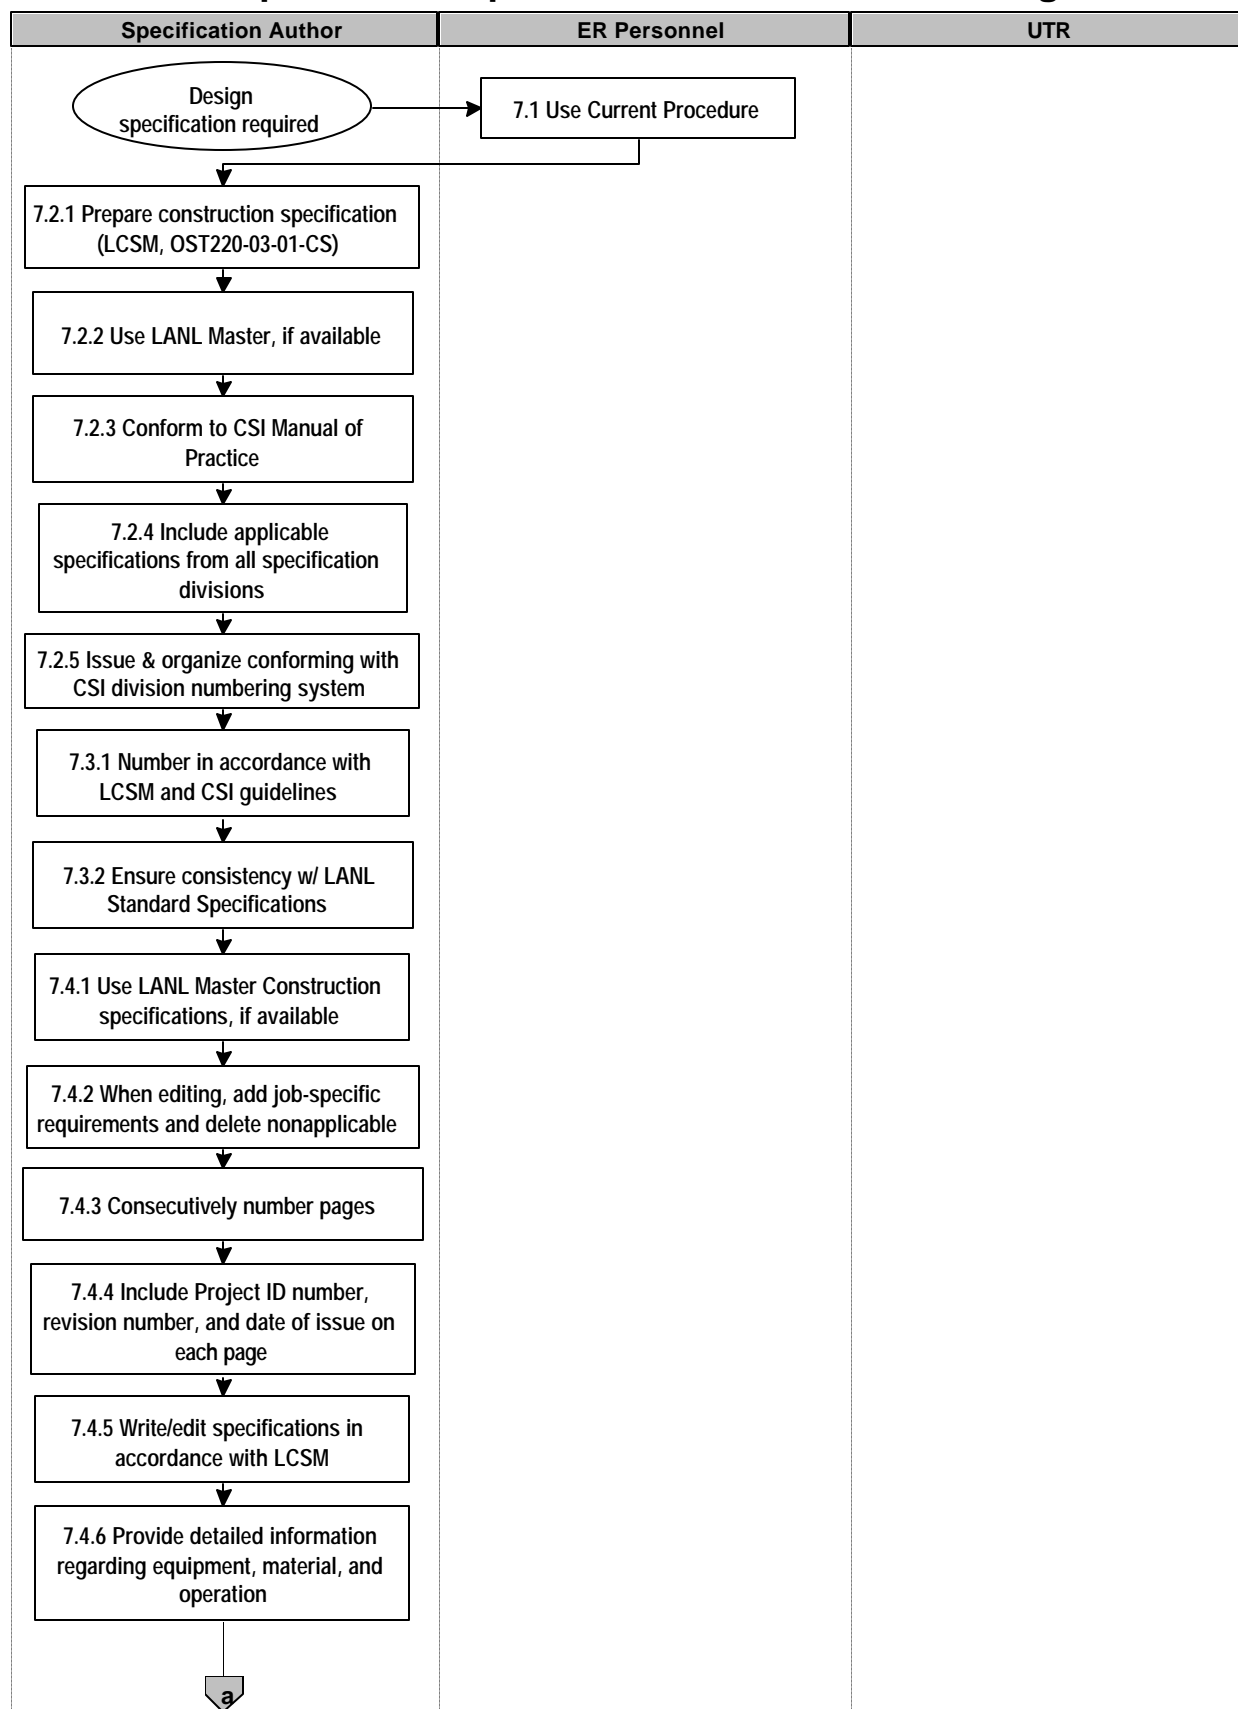 Specification Author
ER Personnel
UTR
Design
specification required
7.1 Use Current Procedure
7.2.1 Prepare construction specification
(LCSM, OST220-03-01-CS)
7.2.2 Use LANL Master, if available
7.2.3 Conform to CSI Manual of
Practice
7.2.4 Include applicable
specifications from all specification
divisions
7.2.5 Issue & organize conforming with
CSI division numbering system
7.3.1 Number in accordance with
LCSM and CSI guidelines
7.3.2 Ensure consistency w/ LANL
Standard Specifications
7.4.1 Use LANL Master Construction
specifications, if available
7.4.2 When editing, add job-specific
requirements and delete nonapplicable
7.4.3 Consecutively number pages
7.4.4 Include Project ID number,
revision number, and date of issue on
each page
7.4.5 Write/edit specifications in
accordance with LCSM
7.4.6 Provide detailed information
regarding equipment, material, and
operation
a